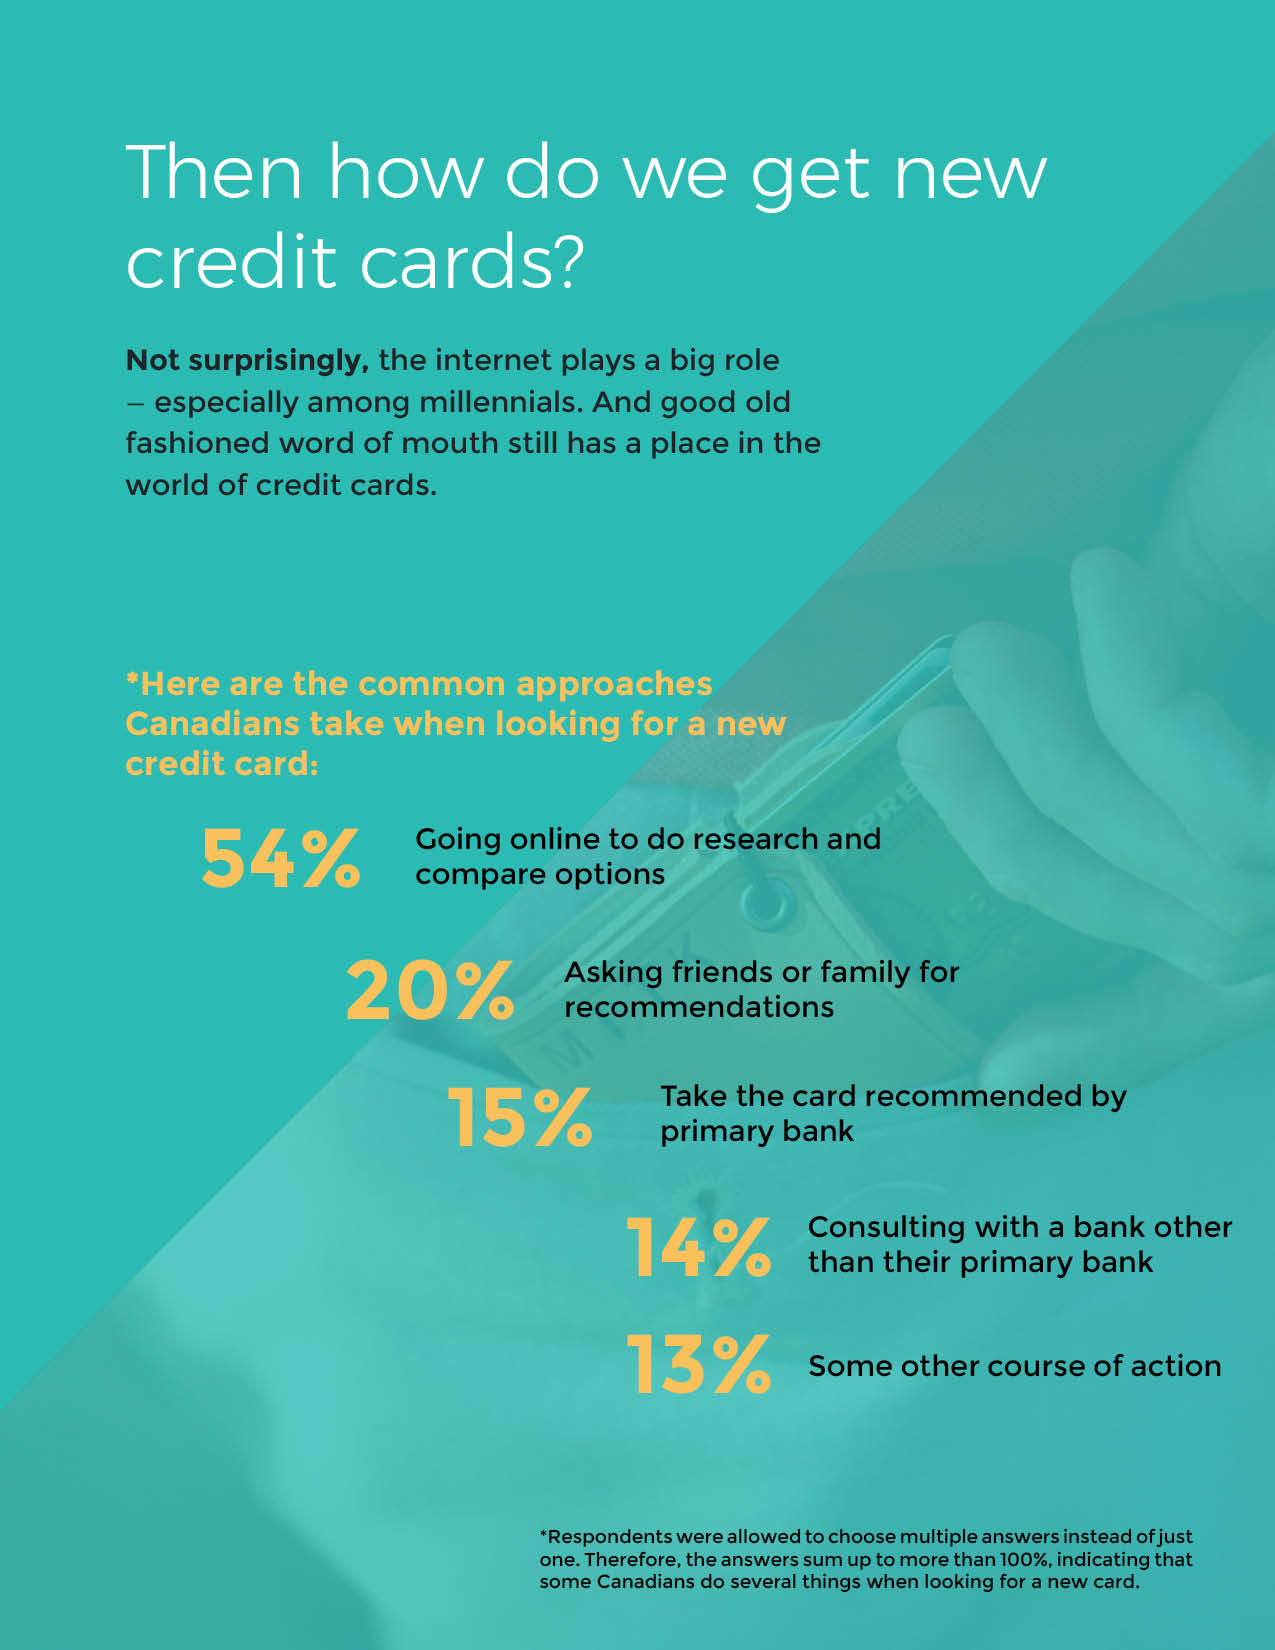 Then how do we get new
credit cards?
Not surprisingly, the internet plays a big role
– especially among millennials. And good old
fashioned word of mouth still has a place in the
world of credit cards.
*Here are the common approaches
Canadians take when looking for a new
credit card:
54%
Going online to do research and
compare options
20%
Asking friends or family for
recommendations
15%
Take the card recommended by
primary bank
14%
Consulting with a bank other
than their primary bank
13%
Some other course of action
*Respondents were allowed to choose multiple answers instead of just
one. Therefore, the answers sum up to more than 100%, indicating that
some Canadians do several things when looking for a new card.